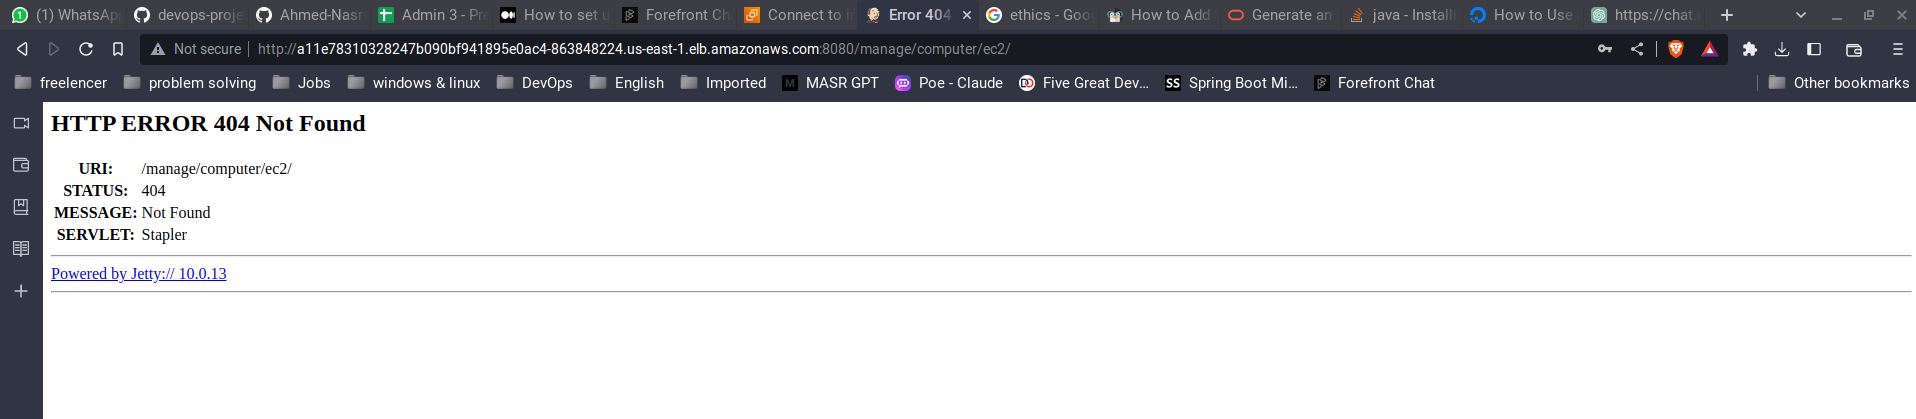 (1) WhatsAp
devops-proje
Ahmed-Nasr
Admin 3 - Pre
How to set u
Forefront Ch
Connect to i
Error 404
ethics - Goog
How to Add
Generate an
java - Install
How to Use
https://chat.
Not secure
http://a11e78310328247b090bf941895e0ac4-863848224.us-east-1.elb.amazonaws.com:8080/manage/computer/ec2/
freelencer
problem solving
Jobs
windows & linux
DevOps
English
Imported
MASR GPT
Poe - Claude
Five Great Dev...
Spring Boot Mi...
Forefront Chat
Other bookmarks
HTTP ERROR 404 Not Found
URI: /manage/computer/ec2/
STATUS: 404
MESSAGE: Not Found
SERVLET: Stapler
Powered by Jetty:// 10.0.13